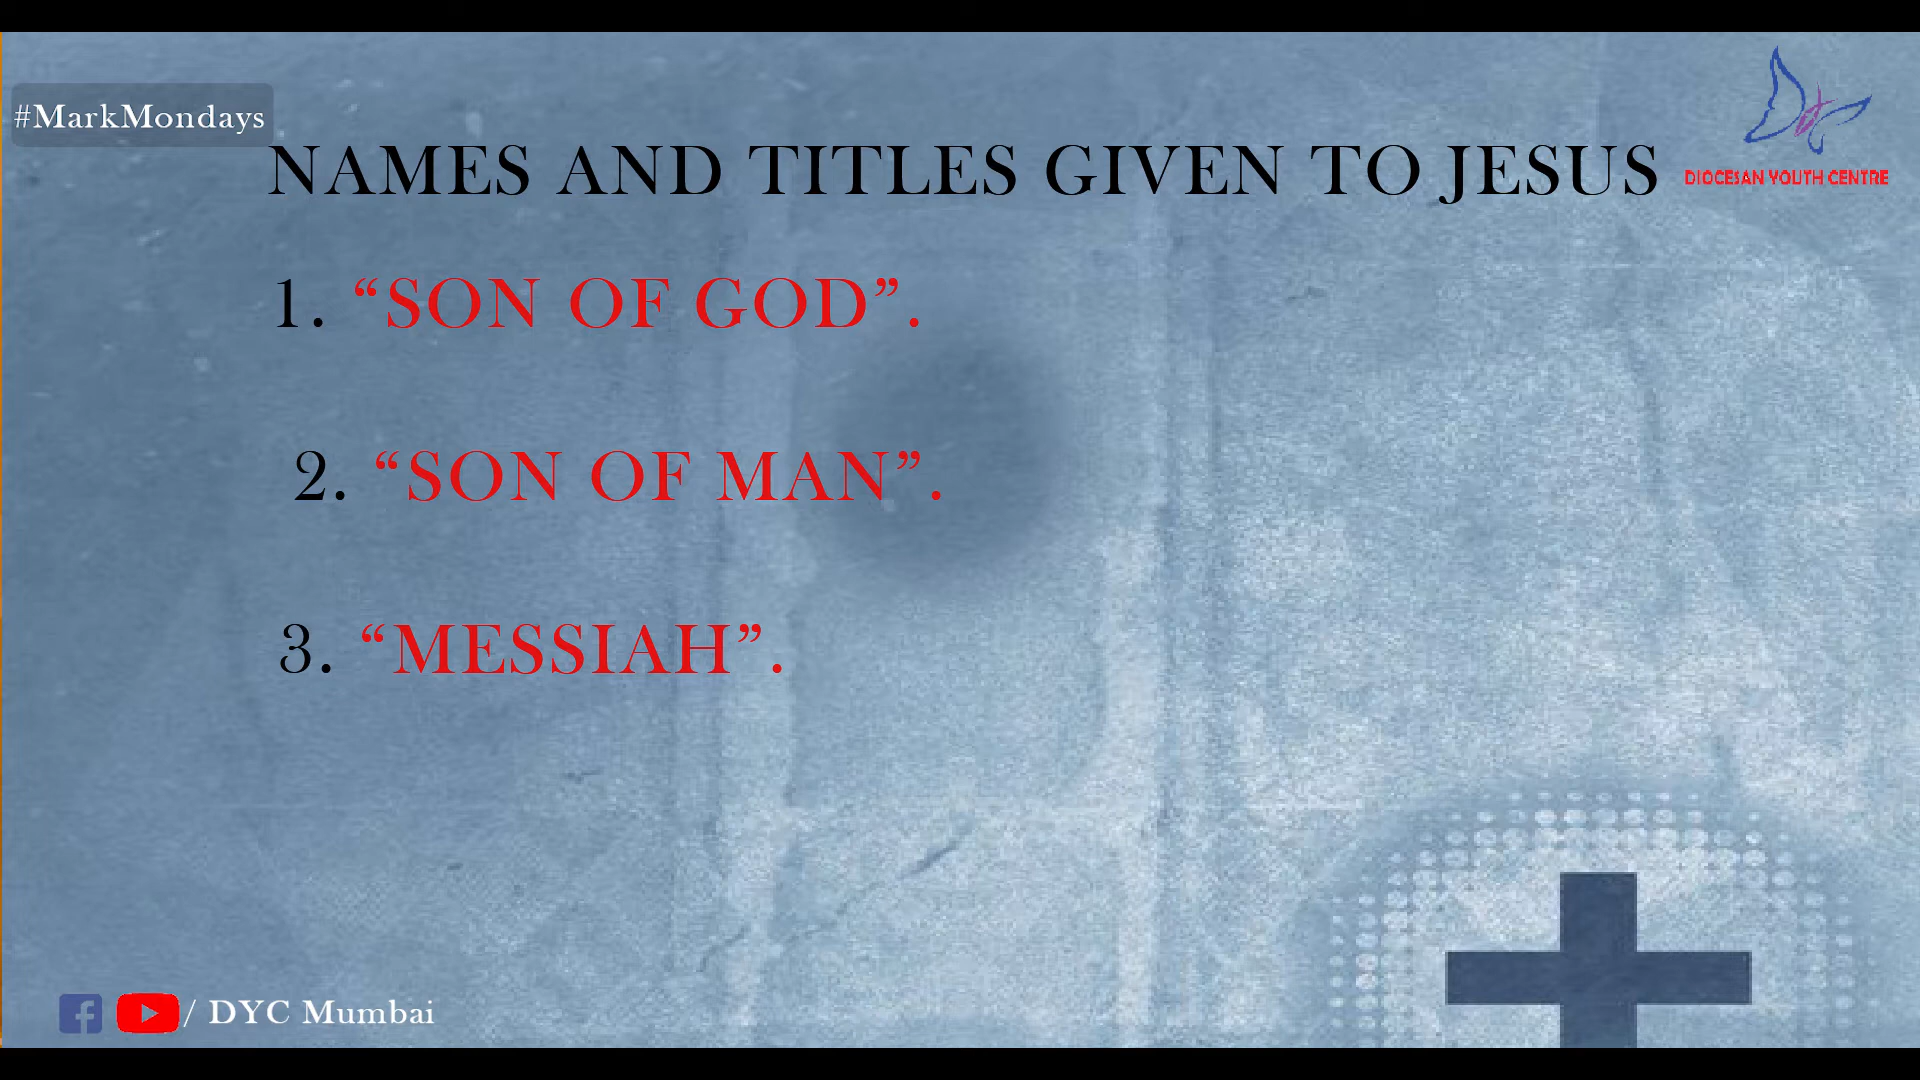 #MarkMondays
NAMES AND TITLES GIVEN TO JESUS
DIOCESAN YOUTH CENTRE
1. “SON OF GOD”.
2. “SON OF MAN”.
3. “MESSIAH”.
/ DYC Mumbai